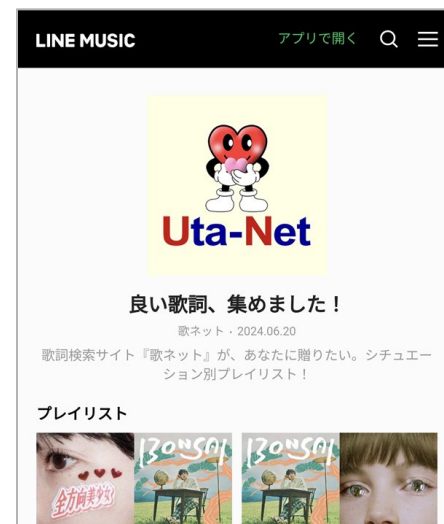 LINE MUSIC
アプリで開く
Uta-Net
良い歌詞、集めました！
歌ネット・2024.06.20
歌詞検索サイト『歌ネット』が、あなたに贈りたい。シチュエー
ション別プレイリスト！
プレイリスト
全方向美少女
BONSAI
BONSAI